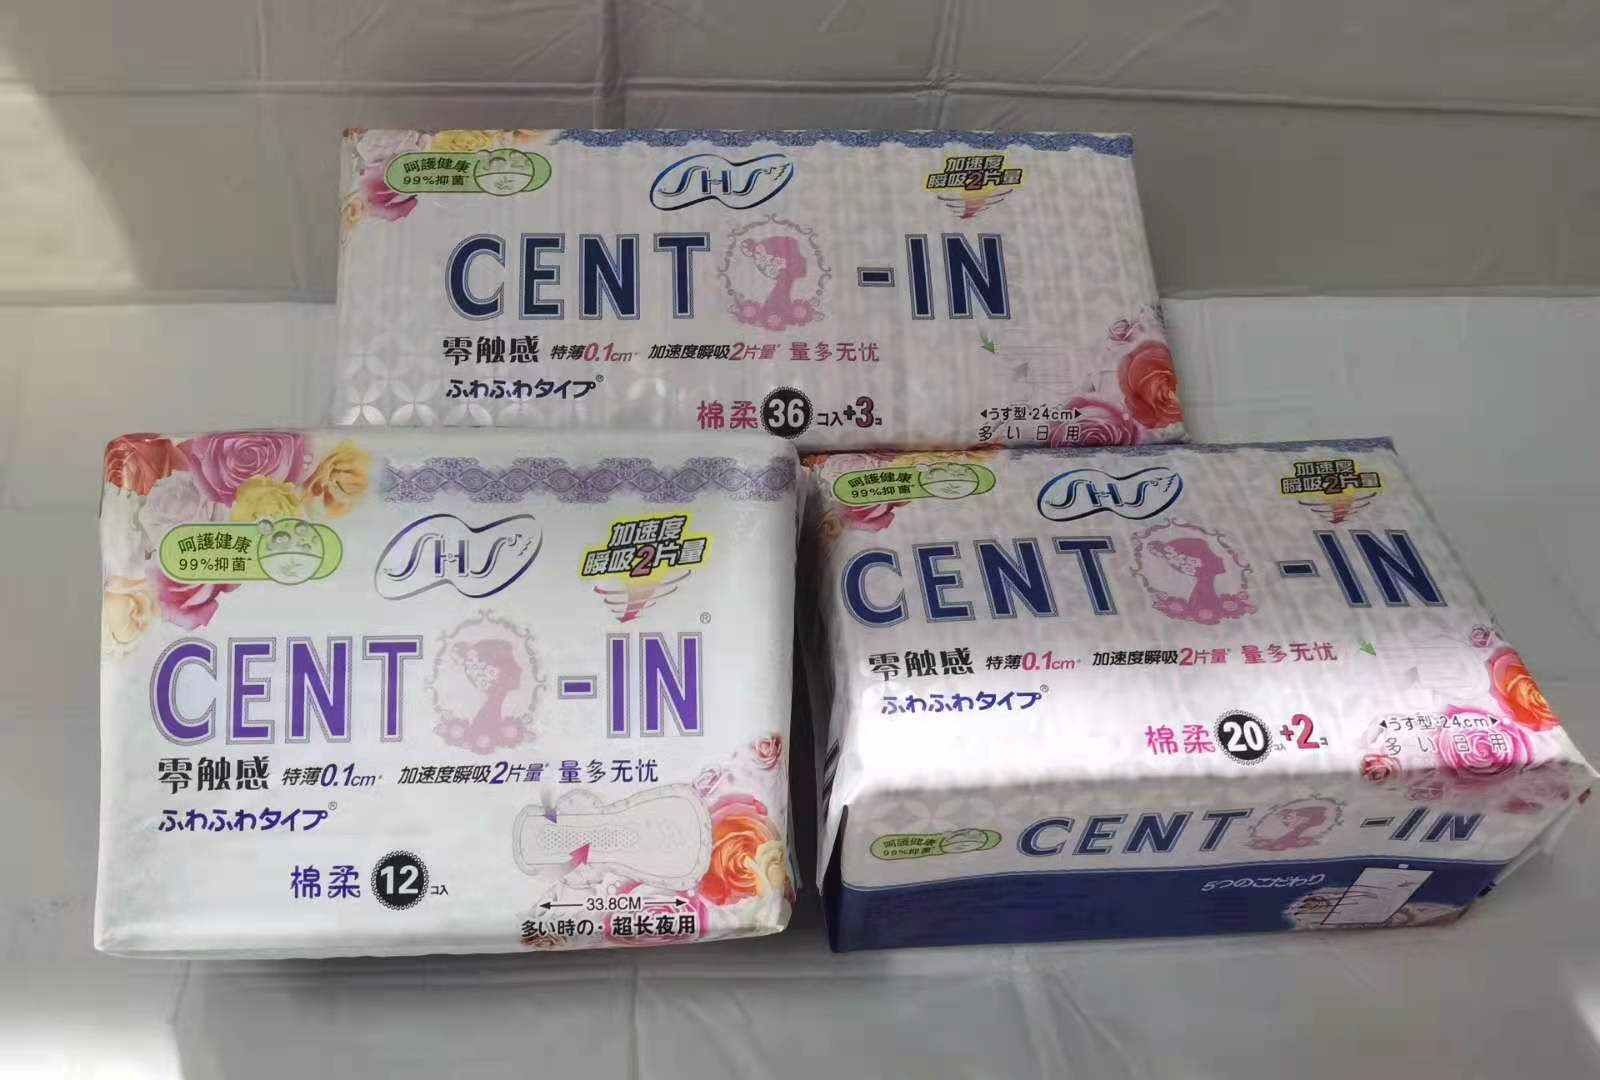 呵護健康
99%抑菌
SHS
加速度
瞬吸2片量
CENT -IN
零触感 特薄0.1cm 加速度瞬吸2片量 量多无忧
ふわふわタイプ®
棉柔 36 コ入 +3コ
うす型·24cm
多い日用
呵護健康
99%抑菌
SHS
加速度
瞬吸2片量
CENT -IN®
零触感 特薄0.1cm 加速度瞬吸2片量 量多无忧
ふわふわタイプ®
棉柔 12 コ入
33.8CM
多い時の·超长夜用
呵護健康
99%抑菌
SHS
加速度
瞬吸2片量
CENT -IN
零触感 特薄0.1cm 加速度瞬吸2片量 量多无忧
ふわふわタイプ®
棉柔 20 コ入 +2コ
うす型·24cm
多い日用
呵護健康
99%抑菌
CENT -IN
5つのこだわり